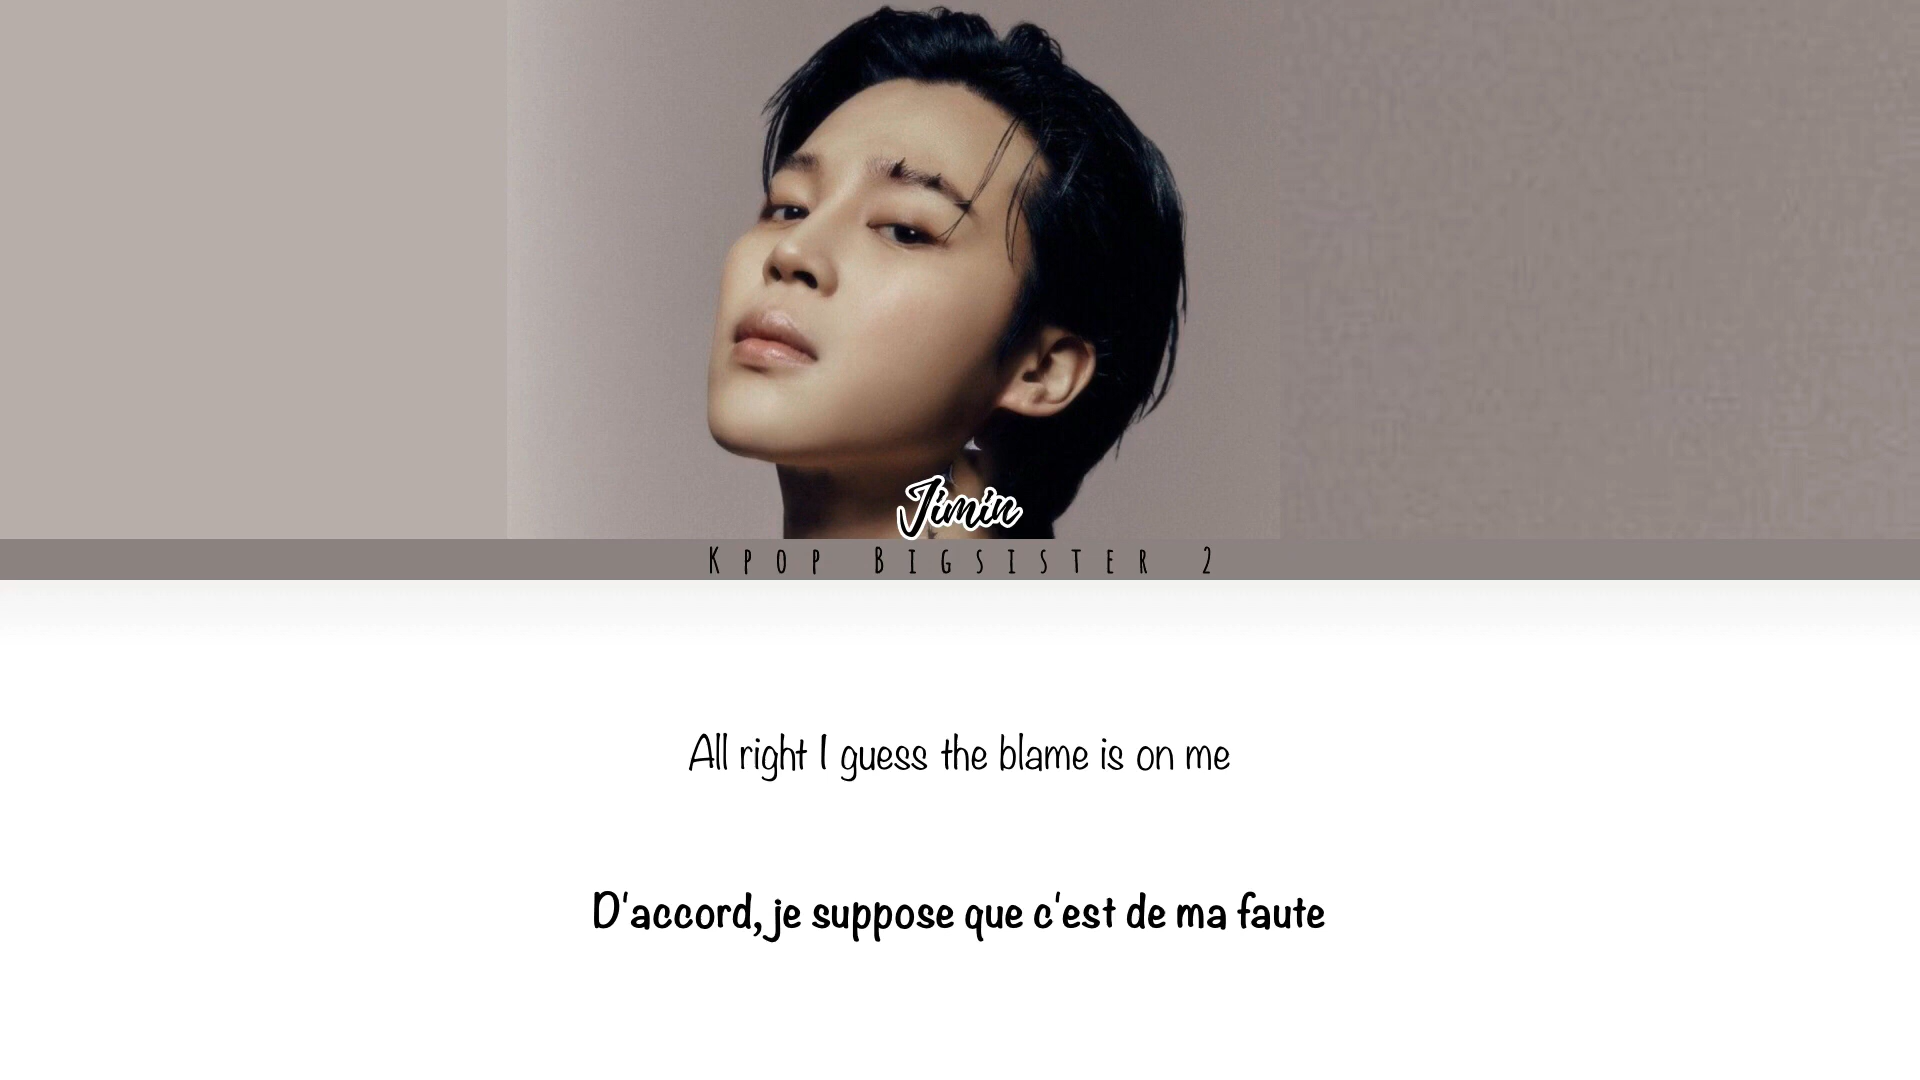 Jimin
Kpop Bigsister 2
All right I guess the blame is on me
D'accord, je suppose que c'est de ma faute